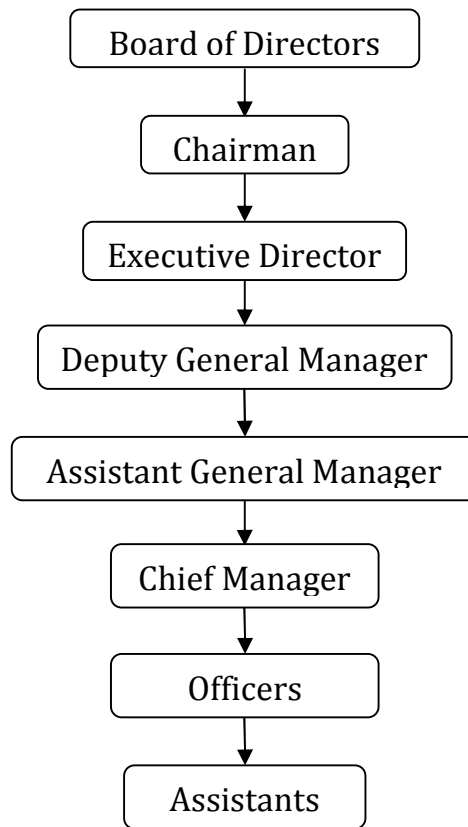 Board of Directors
Chairman
Executive Director
Deputy General Manager
Assistant General Manager
Chief Manager
Officers
Assistants